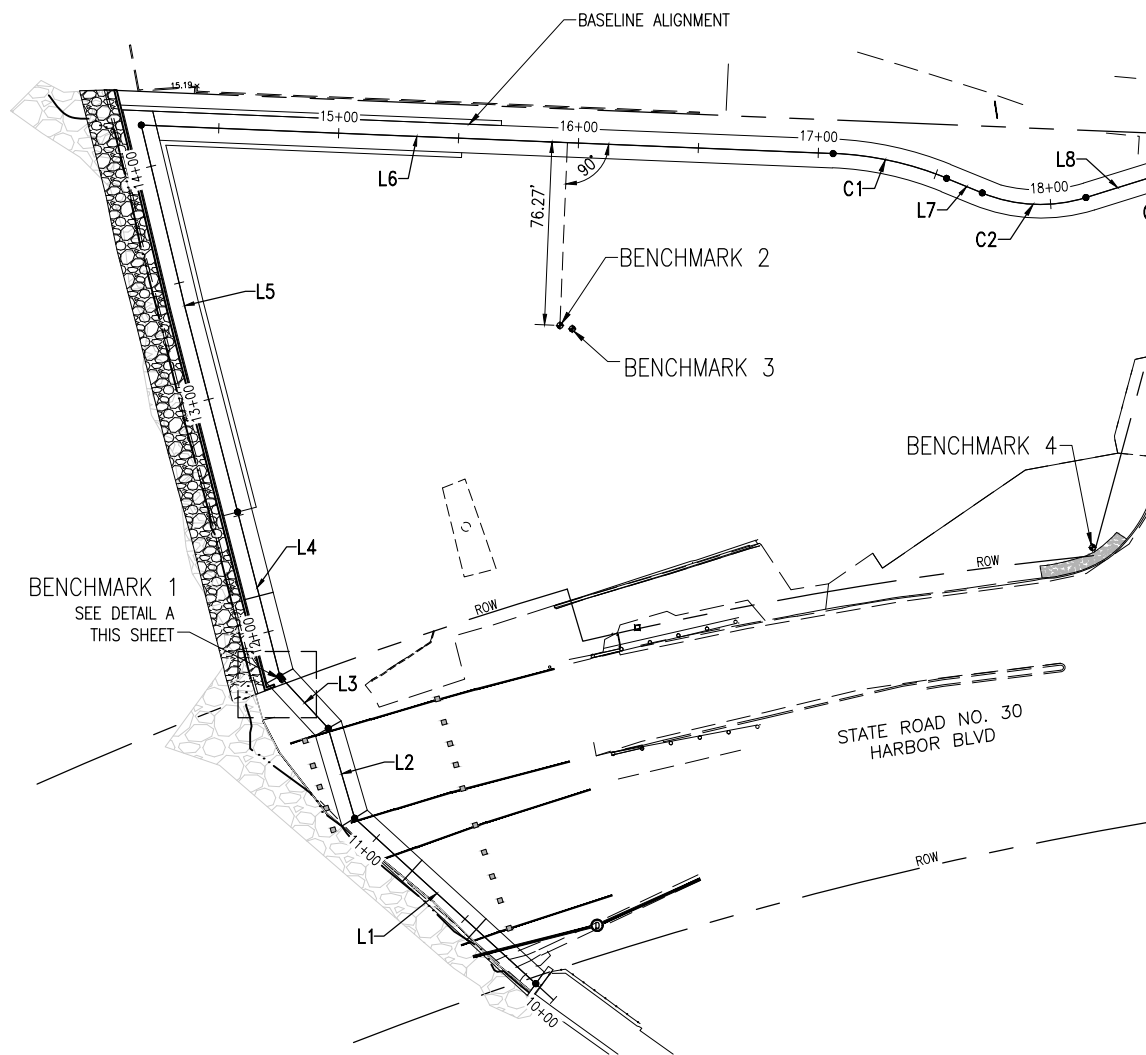 BASELINE ALIGNMENT
15.19
15+00
16+00
17+00
14+00
L6
90°
C1
L8
18+00
L7
C2
76.27'
BENCHMARK 2
L5
BENCHMARK 3
13+00
BENCHMARK 4
L4
BENCHMARK 1
SEE DETAIL A
THIS SHEET
ROW
ROW
12+00
L3
STATE ROAD NO. 30
HARBOR BLVD
L2
11+00
ROW
L1
10+00